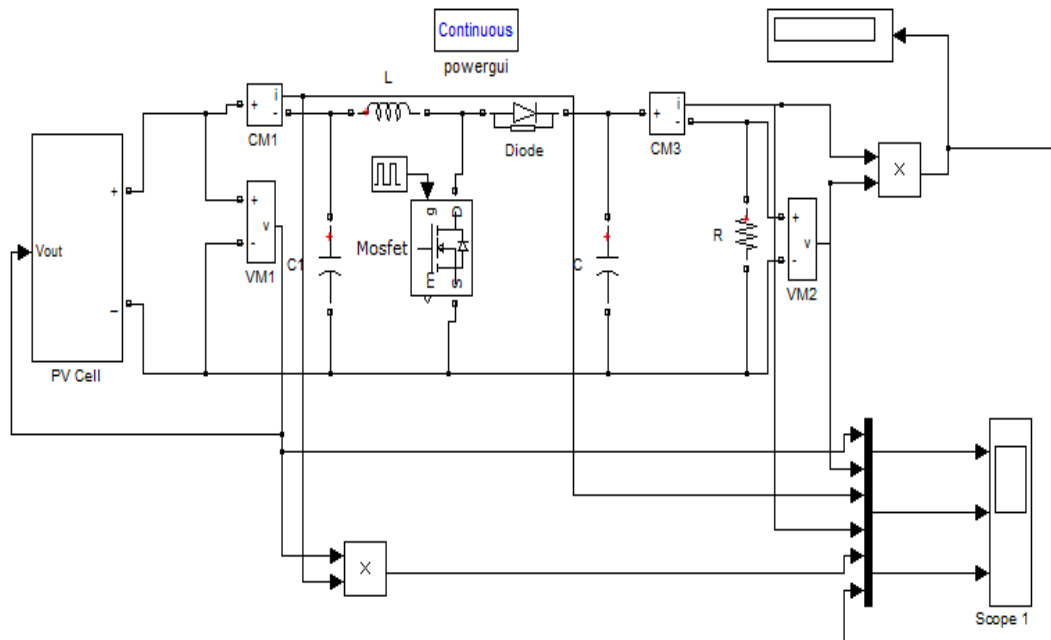 Continuous
powergui
L
+
i
-
CM1
Diode
+
i
-
CM3
X
+
Vout
–
PV Cell
+
v
-
VM1
C1
g
D
Mosfet
m
S
C
R
+
v
-
VM2
X
Scope 1